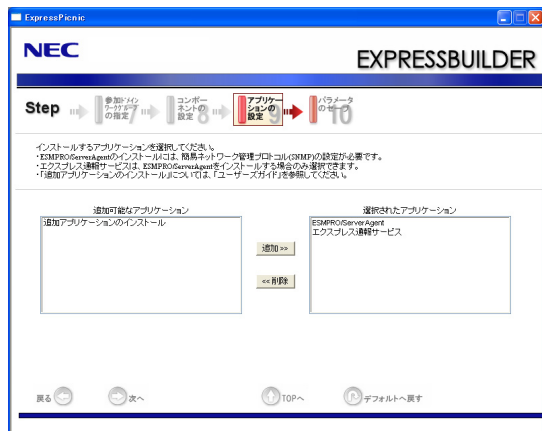 ExpressPicnic
NEC
EXPRESSBUILDER
Step
参加ドメイン
ワークグループ
の指定 7
コンポー
ネントの
設定 8
アプリケー
ションの
設定 9
パラメータ
のセーブ 10
インストールするアプリケーションを選択してください。
・ESMPRO/ServerAgentのインストールには、簡易ネットワーク管理プロトコル(SNMP)の設定が必要です。
・エクスプレス通報サービスは、ESMPRO/ServerAgentをインストールする場合のみ選択できます。
・「追加アプリケーションのインストール」については、「ユーザーズガイド」を参照してください。
追加可能なアプリケーション
選択されたアプリケーション
追加アプリケーションのインストール
ESMPRO/ServerAgent
エクスプレス通報サービス
追加 >>
<< 削除
戻る
次へ
TOPへ
デフォルトへ戻す